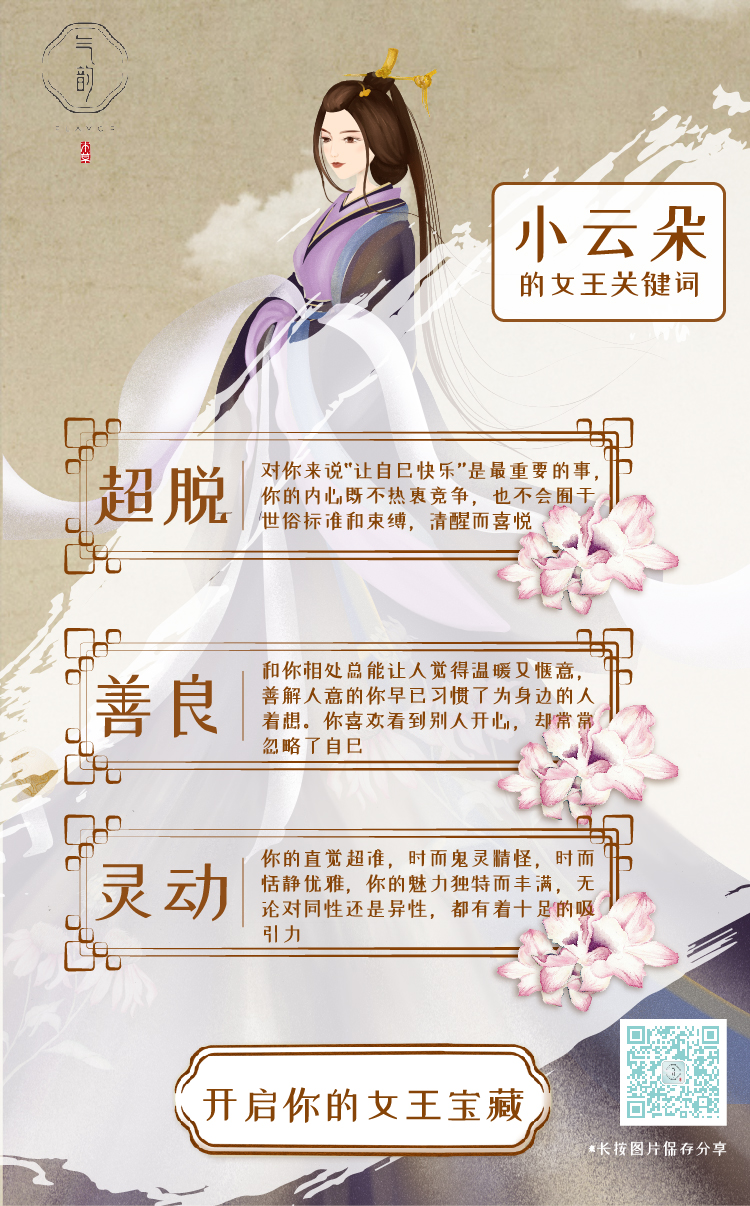 气韵
本草
小云朵
的女王关键词
超脱
对你来说“让自己快乐”是最重要的事，
你的内心既不热衷竞争，也不会囿于
世俗标准和束缚，清醒而喜悦
善良
和你相处总能让人觉得温暖又惬意，
善解人意的你早已习惯了为身边的人
着想。你喜欢看到别人开心，却常常
忽略了自己
灵动
你的直觉超准，时而鬼灵精怪，时而
恬静优雅，你的魅力独特而丰满，无
论对同性还是异性，都有着十足的吸
引力
开启你的女王宝藏
*长按图片保存分享